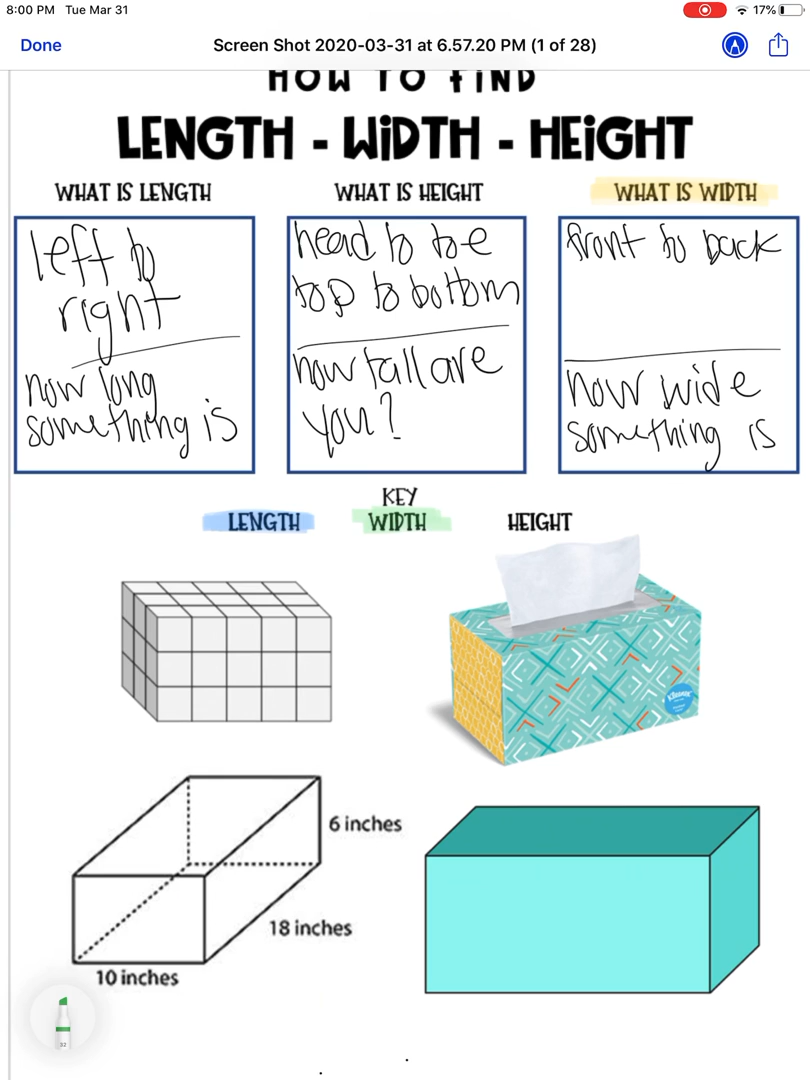 8:00 PM Tue Mar 31
17%
Done
Screen Shot 2020-03-31 at 6.57.20 PM (1 of 28)
HOW TO FIND
LENGTH - WIDTH - HEIGHT
WHAT IS LENGTH
WHAT IS HEIGHT
WHAT IS WIDTH
left to
right
how long
something is
head to toe
top to bottom
how tall are
you?
front to back
how wide
something is
KEY
LENGTH
WIDTH
HEIGHT
Kleenex
6 inches
18 inches
10 inches
52